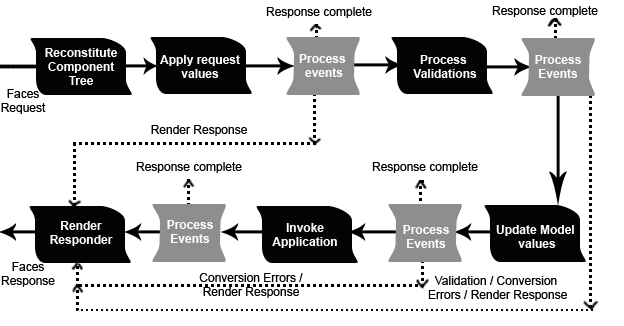 Response complete
Response complete
Reconstitute
Component
Tree
Apply request
values
Process
events
Process
Validations
Process
Events
Faces
Request
Render Response
Response complete
Response complete
Render
Responder
Process
Events
Invoke
Application
Process
Events
Update Model
values
Faces
Response
Conversion Errors /
Render Response
Validation / Conversion
Errors / Render Response